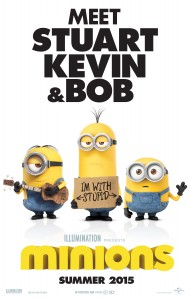 MEET
STUART
KEVIN
&BOB
I'M WITH
STUPID
ILLUMINATION PRESENTS
minions
SUMMER 2015